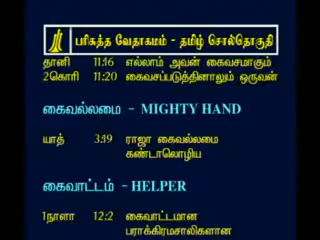 பரிசுத்த வேதாகமம் - தமிழ் சொல்தொகுதி
தானி 11:16 எல்லாம் அவன் கைவசமாகும்
2கொரி 11:20 கைவசப்படுத்தினாலும் ஒருவன்
கைவல்லமை - MIGHTY HAND
யாத் 3:19 ராஜா கைவல்லமை
கண்டாலொழிய
கைவாட்டம் - HELPER
1நாளா 12:2 கைவாட்டமான
பராக்கிரமசாலிகளான